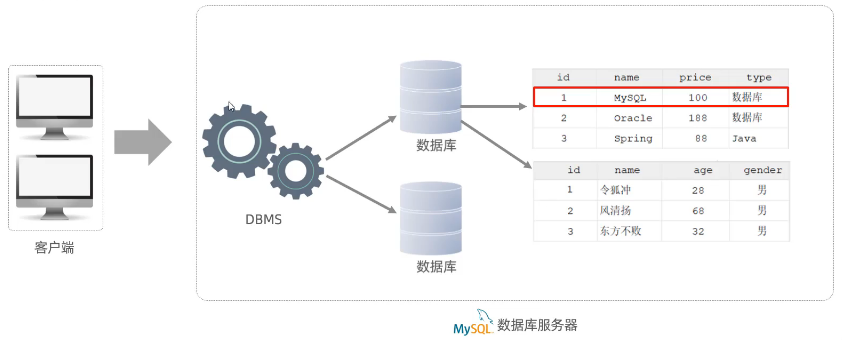 客户端
DBMS
数据库
数据库
id name price type
1 MySQL 100 数据库
2 Oracle 188 数据库
3 Spring 88 Java
id name age gender
1 令狐冲 28 男
2 风清扬 68 男
3 东方不败 32 男
MySQL 数据库服务器